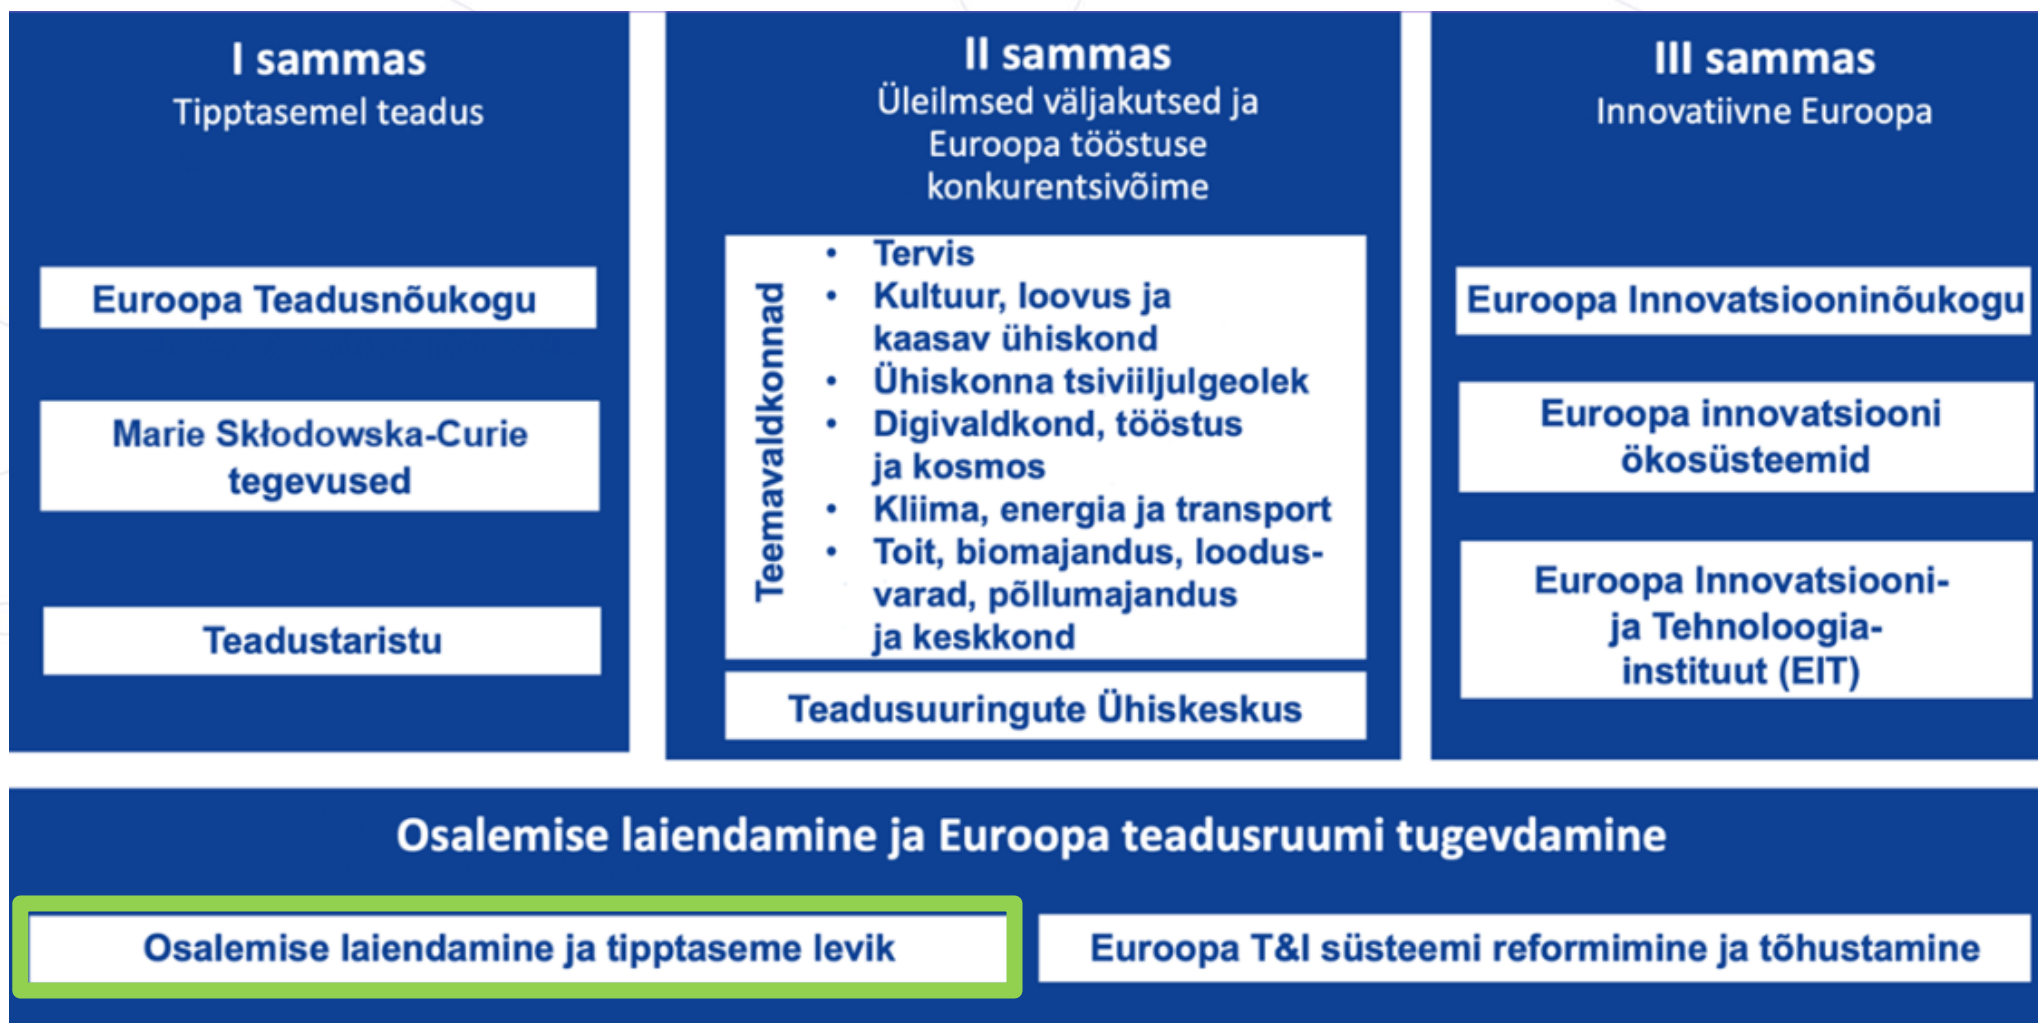 I sammas
Tipptasemel teadus
Euroopa Teadusnõukogu
Marie Skłodowska-Curie
tegevused
Teadustaristu
II sammas
Üleilmsed väljakutsed ja
Euroopa tööstuse
konkurentsivõime
Teemavaldkonnad
• Tervis
• Kultuur, loovus ja
kaasav ühiskond
• Ühiskonna tsiviiljulgeolek
• Digivaldkond, tööstus
ja kosmos
• Kliima, energia ja transport
• Toit, biomajandus, loodus-
varad, põllumajandus
ja keskkond
Teadusuuringute Ühiskeskus
III sammas
Innovatiivne Euroopa
Euroopa Innovatsiooninõukogu
Euroopa innovatsiooni
ökosüsteemid
Euroopa Innovatsiooni-
ja Tehnoloogia-
instituut (EIT)
Osalemise laiendamine ja Euroopa teadusruumi tugevdamine
Osalemise laiendamine ja tipptaseme levik
Euroopa T&I süsteemi reformimine ja tõhustamine